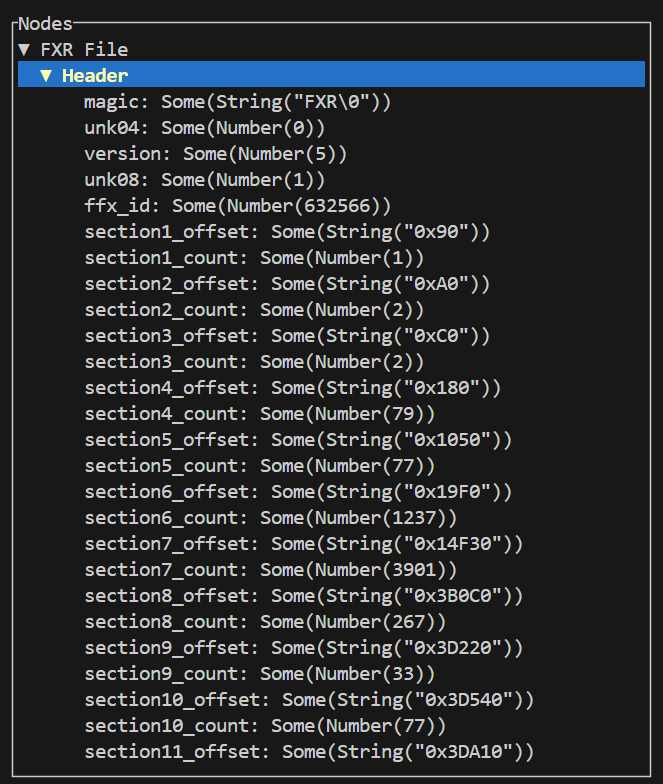 Nodes
▼ FXR File
▼ Header
magic: Some(String("FXR\0"))
unk04: Some(Number(0))
version: Some(Number(5))
unk08: Some(Number(1))
ffx_id: Some(Number(632566))
section1_offset: Some(String("0x90"))
section1_count: Some(Number(1))
section2_offset: Some(String("0xA0"))
section2_count: Some(Number(2))
section3_offset: Some(String("0xC0"))
section3_count: Some(Number(2))
section4_offset: Some(String("0x180"))
section4_count: Some(Number(79))
section5_offset: Some(String("0x1050"))
section5_count: Some(Number(77))
section6_offset: Some(String("0x19F0"))
section6_count: Some(Number(1237))
section7_offset: Some(String("0x14F30"))
section7_count: Some(Number(3901))
section8_offset: Some(String("0x3B0C0"))
section8_count: Some(Number(267))
section9_offset: Some(String("0x3D220"))
section9_count: Some(Number(33))
section10_offset: Some(String("0x3D540"))
section10_count: Some(Number(77))
section11_offset: Some(String("0x3DA10"))